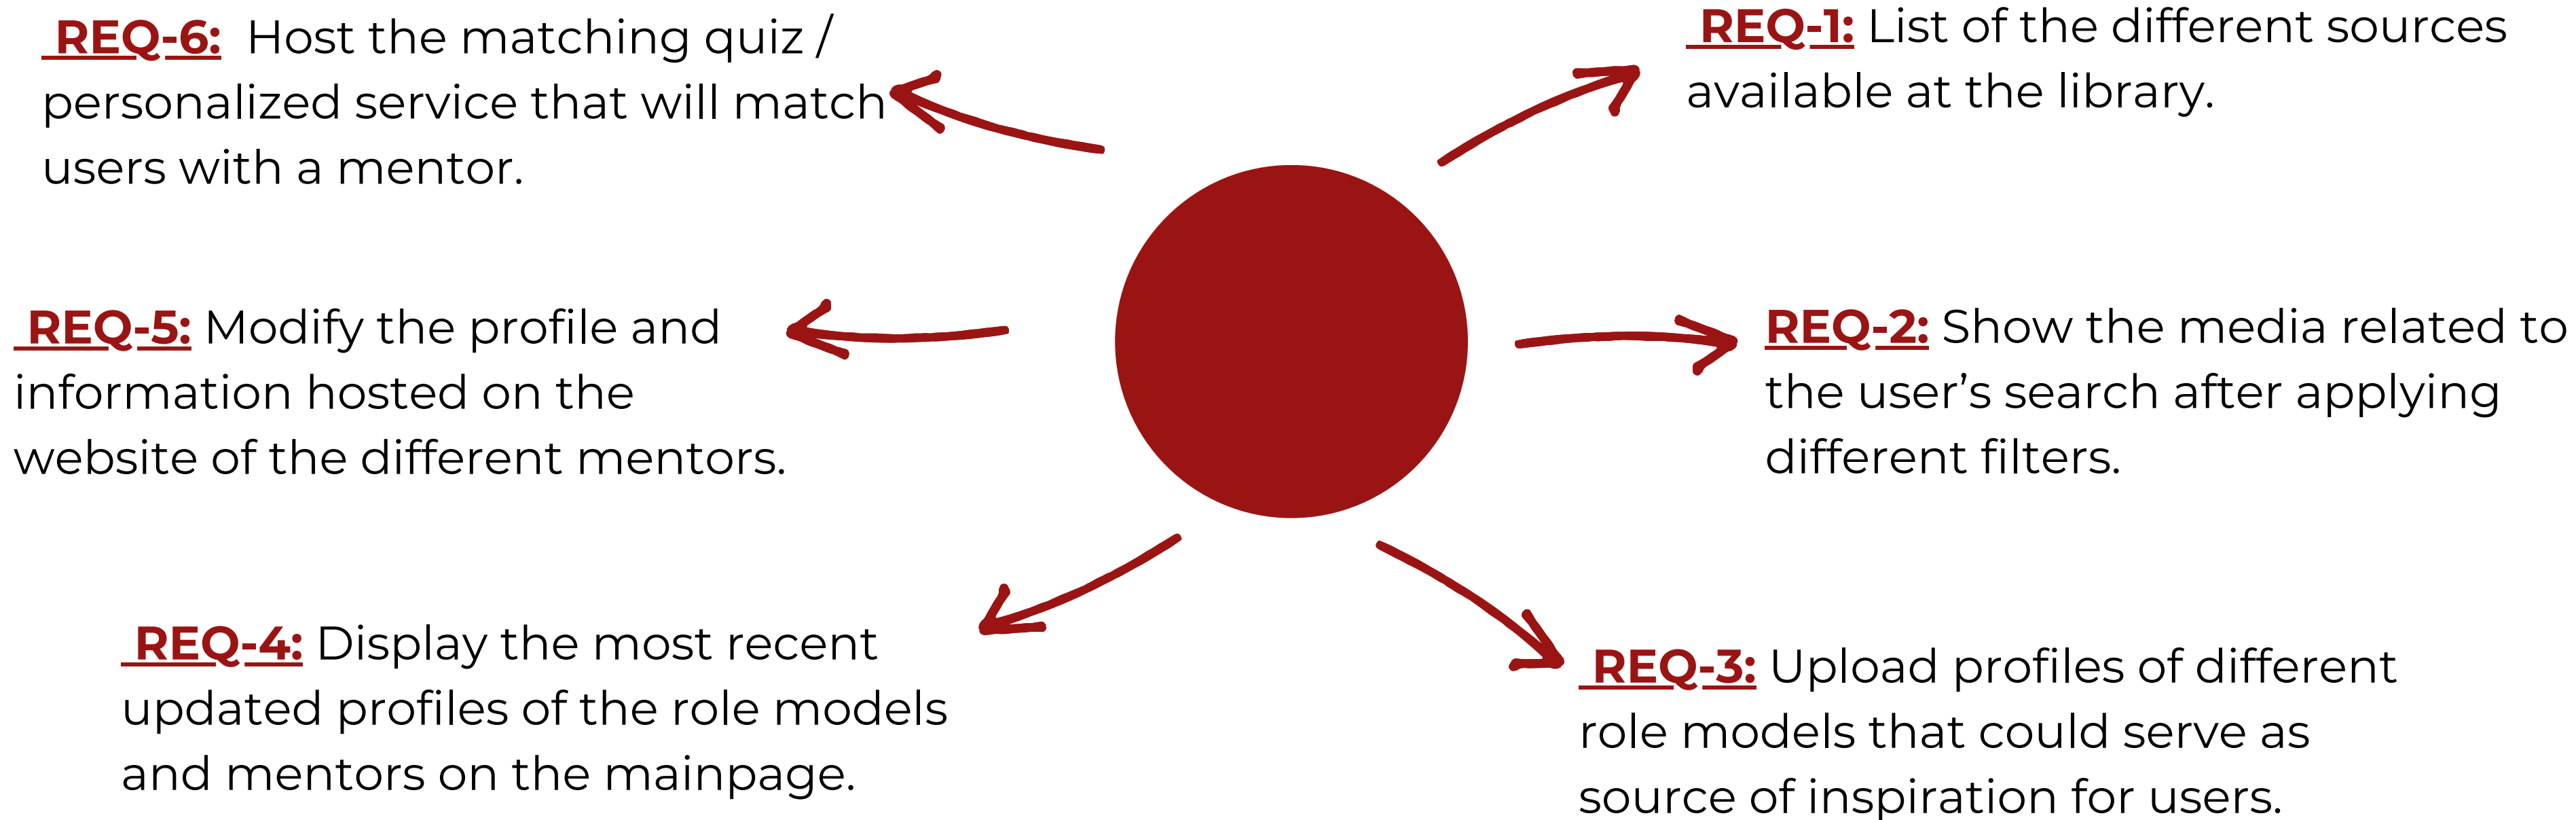 REQ-6: Host the matching quiz /
personalized service that will match
users with a mentor.
REQ-5: Modify the profile and
information hosted on the
website of the different mentors.
REQ-4: Display the most recent
updated profiles of the role models
and mentors on the mainpage.
REQ-1: List of the different sources
available at the library.
REQ-2: Show the media related to
the user’s search after applying
different filters.
REQ-3: Upload profiles of different
role models that could serve as
source of inspiration for users.